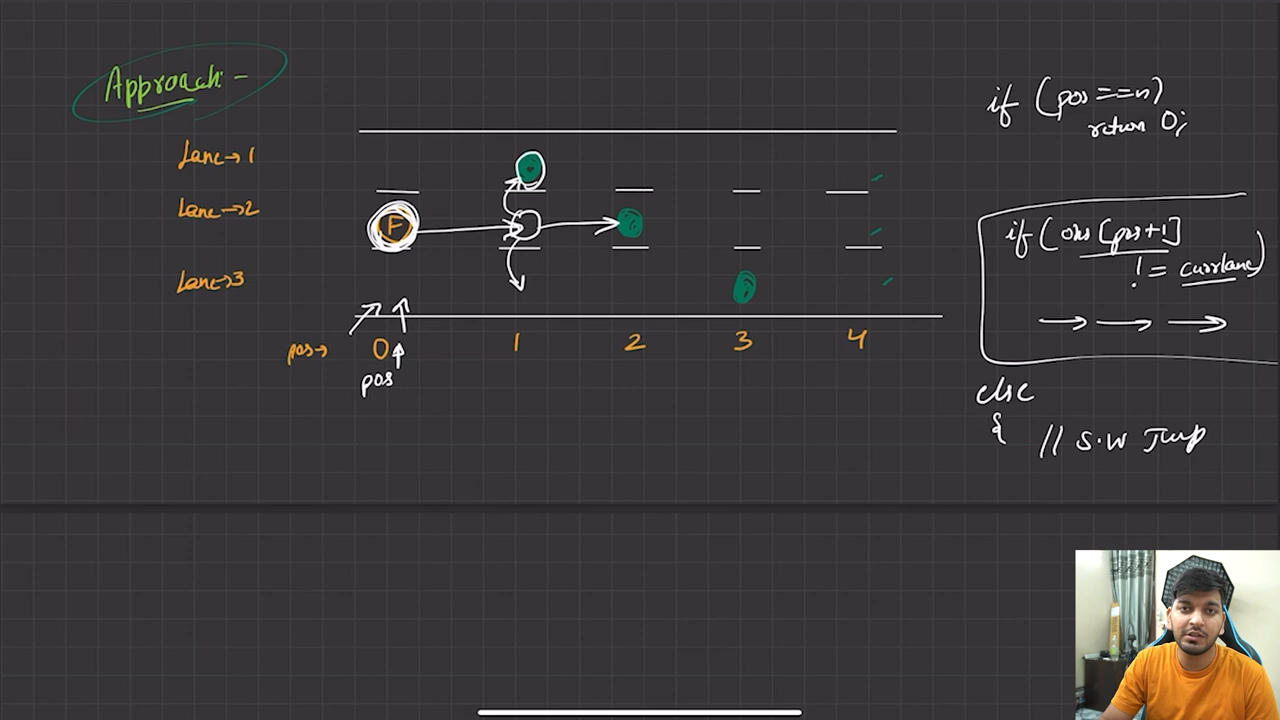 Approach:-
Lane→1
Lane→2
F
Lane→3
pos→ 0 1 2 3 4
pos
if (pos==n)
return 0;
if (obs[pos+1]
!= currlane)
else
{ // S.W Jump